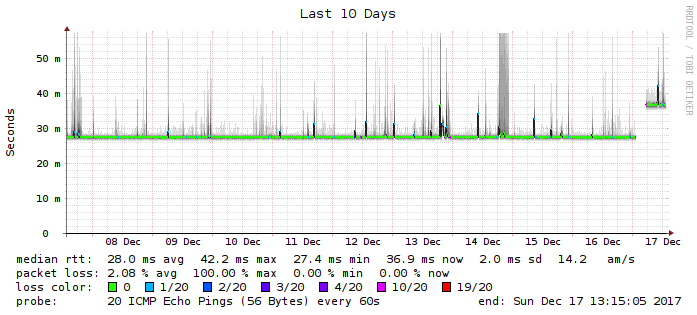 Last 10 Days
RRDTOOL / TOBI OETIKER
Seconds
50 m
40 m
30 m
20 m
10 m
0
08 Dec 09 Dec 10 Dec 11 Dec 12 Dec 13 Dec 14 Dec 15 Dec 16 Dec 17 Dec
median rtt: 28.0 ms avg 42.2 ms max 27.4 ms min 36.9 ms now 2.0 ms sd 14.2 am/s
packet loss: 2.08 % avg 100.00 % max 0.00 % min 0.00 % now
loss color: 0 1/20 2/20 3/20 4/20 10/20 19/20
probe: 20 ICMP Echo Pings (56 Bytes) every 60s end: Sun Dec 17 13:15:05 2017